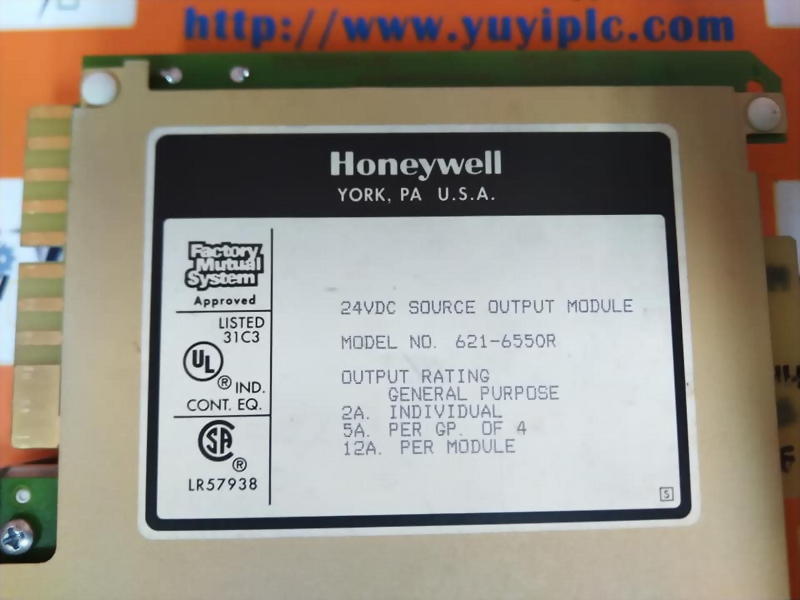 http://www.yuyiplc.com
Honeywell
YORK, PA U.S.A.
Factory
Mutual
System
Approved
LISTED
31C3
UL
®
IND.
CONT. EQ.
SA
®
LR57938
24VDC SOURCE OUTPUT MODULE
MODEL NO. 621-6550R
OUTPUT RATING
GENERAL PURPOSE
2A. INDIVIDUAL
5A. PER GP. OF 4
12A. PER MODULE
S